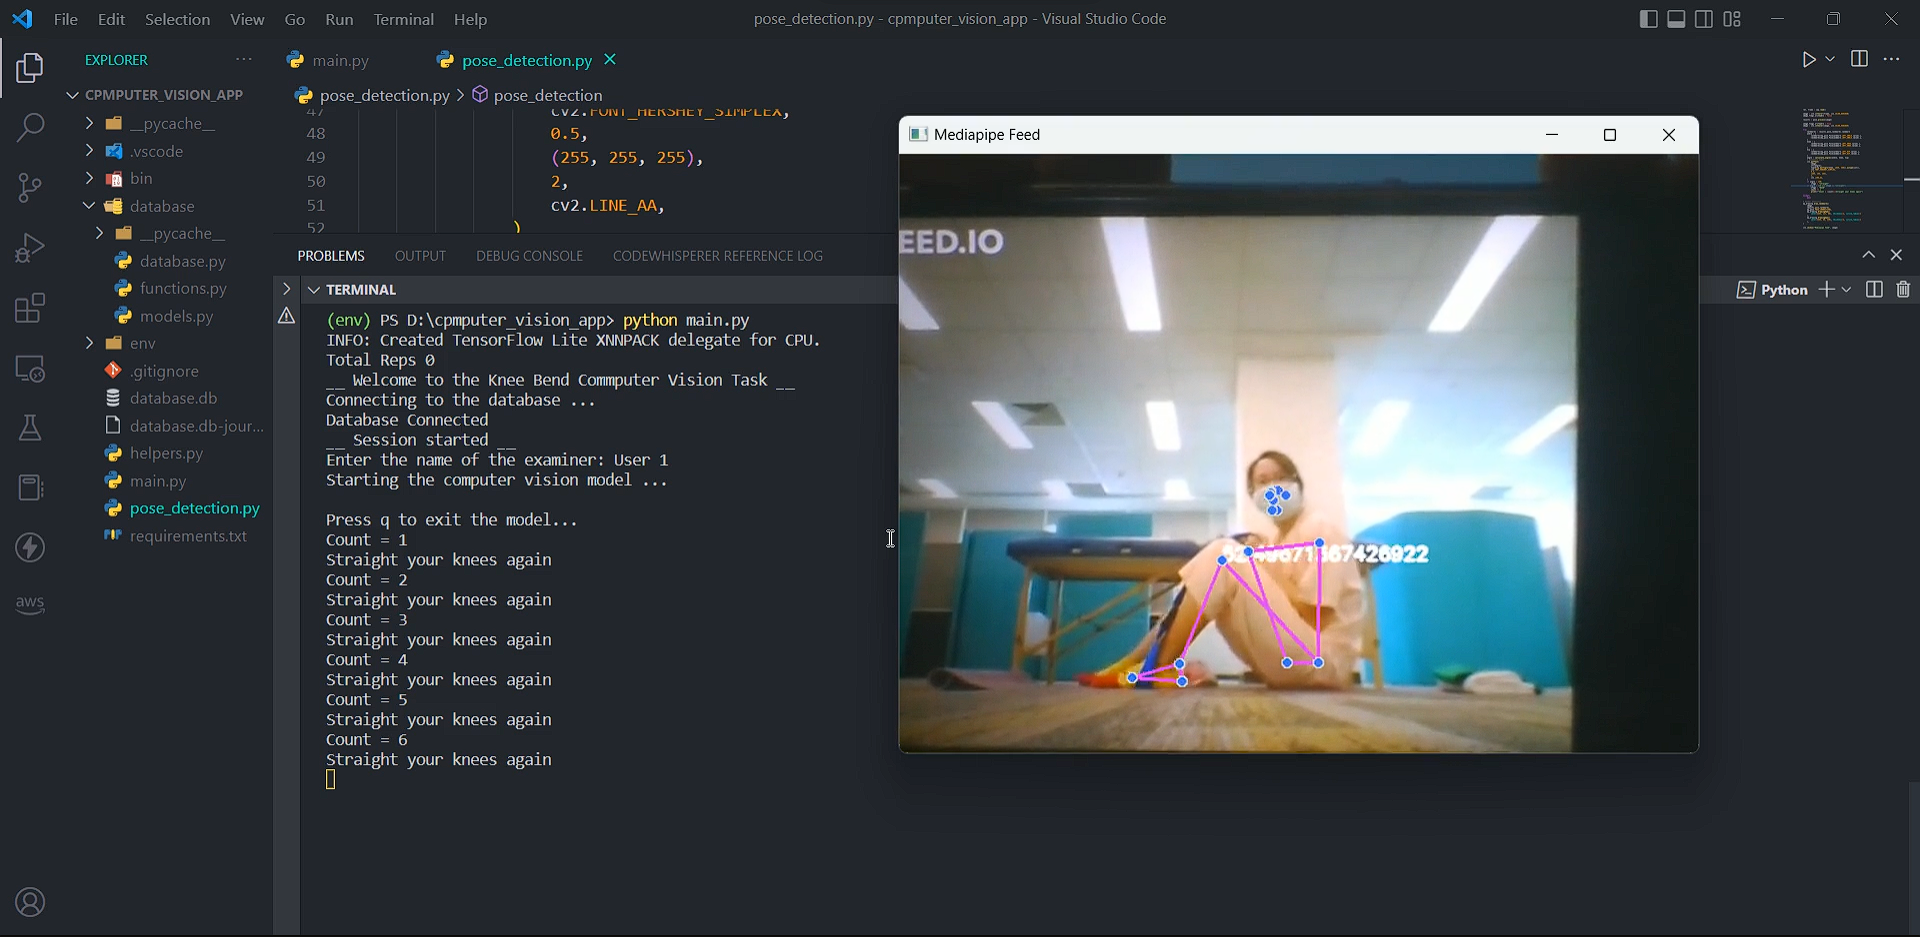 File Edit Selection View Go Run Terminal Help
pose_detection.py - cpmputer_vision_app - Visual Studio Code
EXPLORER
main.py
pose_detection.py
CPMPUTER_VISION_APP
pose_detection.py > pose_detection
__pycache__
.vscode
bin
database
__pycache__
database.py
functions.py
models.py
env
.gitignore
database.db
database.db-jour...
helpers.py
main.py
pose_detection.py
requirements.txt
aws
47 cv2.FONT_HERSHEY_SIMPLEX,
48 0.5,
49 (255, 255, 255),
50 2,
51 cv2.LINE_AA,
52 )
PROBLEMS OUTPUT DEBUG CONSOLE CODEWHISPERER REFERENCE LOG
TERMINAL
Python
(env) PS D:\cpmputer_vision_app> python main.py
INFO: Created TensorFlow Lite XNNPACK delegate for CPU.
Total Reps 0
__ Welcome to the Knee Bend Commputer Vision Task __
Connecting to the database ...
Database Connected
__ Session started __
Enter the name of the examiner: User 1
Starting the computer vision model ...
Press q to exit the model...
Count = 1
Straight your knees again
Count = 2
Straight your knees again
Count = 3
Straight your knees again
Count = 4
Straight your knees again
Count = 5
Straight your knees again
Count = 6
Straight your knees again
Mediapipe Feed
EED.IO